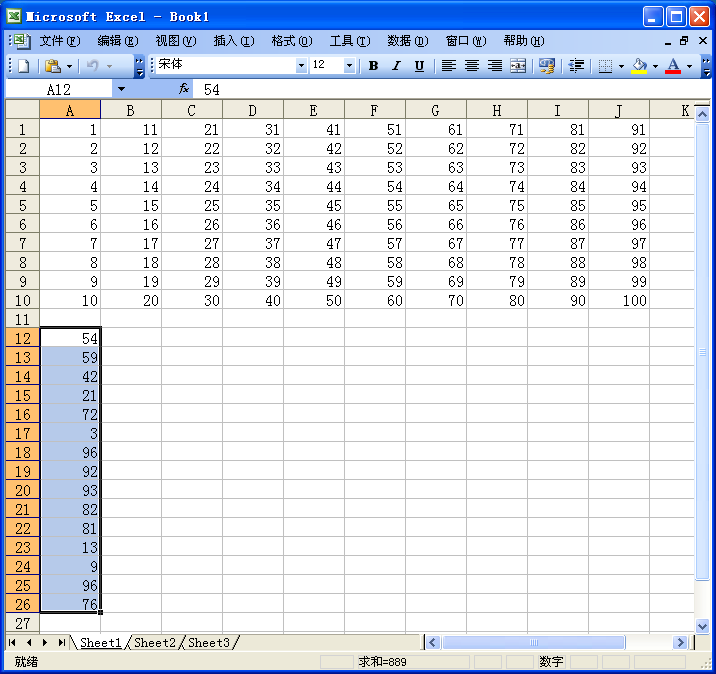 Microsoft Excel - Book1
文件(F) 编辑(E) 视图(V) 插入(I) 格式(O) 工具(T) 数据(D) 窗口(W) 帮助(H)
宋体 12 B I U A
A12 fx 54
A B C D E F G H I J K
1 1 11 21 31 41 51 61 71 81 91
2 2 12 22 32 42 52 62 72 82 92
3 3 13 23 33 43 53 63 73 83 93
4 4 14 24 34 44 54 64 74 84 94
5 5 15 25 35 45 55 65 75 85 95
6 6 16 26 36 46 56 66 76 86 96
7 7 17 27 37 47 57 67 77 87 97
8 8 18 28 38 48 58 68 78 88 98
9 9 19 29 39 49 59 69 79 89 99
10 10 20 30 40 50 60 70 80 90 100
11
12 54
13 59
14 42
15 21
16 72
17 3
18 96
19 92
20 93
21 82
22 81
23 13
24 9
25 96
26 76
27
Sheet1 Sheet2 Sheet3
就绪 求和=889 数字